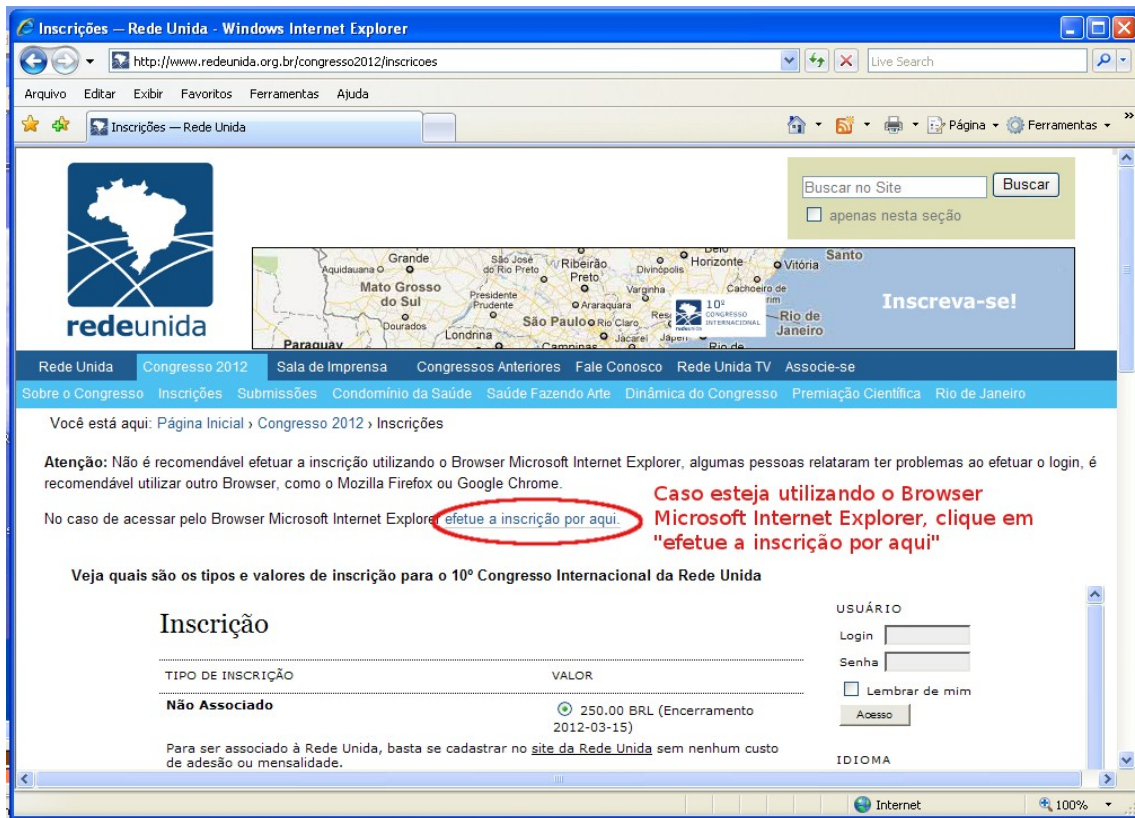 Inscrições — Rede Unida - Windows Internet Explorer
http://www.redeunida.org.br/congresso2012/inscricoes
Live Search
Arquivo Editar Exibir Favoritos Ferramentas Ajuda
Inscrições — Rede Unida
Página Ferramentas
Buscar no Site Buscar
apenas nesta seção
redeunida
Grande
Aquidauana
Mato Grosso
do Sul
Dourados
Paraguay
São José
do Rio Preto
Ribeirão
Preto
Presidente
Prudente
Araraquara
São Paulo
Rio Claro
Londrina
Campinas
Jacareí
Divinópolis
Belo
Horizonte
Varginha
Cachoeiro de
Santo
Vitória
Rio de
Janeiro
10º
CONGRESSO
INTERNACIONAL
Inscreva-se!
Rede Unida Congresso 2012 Sala de Imprensa Congressos Anteriores Fale Conosco Rede Unida TV Associe-se
Sobre o Congresso Inscrições Submissões Condomínio da Saúde Saúde Fazendo Arte Dinâmica do Congresso Premiação Científica Rio de Janeiro
Você está aqui: Página Inicial › Congresso 2012 › Inscrições
Atenção: Não é recomendável efetuar a inscrição utilizando o Browser Microsoft Internet Explorer, algumas pessoas relataram ter problemas ao efetuar o login, é
recomendável utilizar outro Browser, como o Mozilla Firefox ou Google Chrome.
No caso de acessar pelo Browser Microsoft Internet Explorer efetue a inscrição por aqui.
Caso esteja utilizando o Browser
Microsoft Internet Explorer, clique em
"efetue a inscrição por aqui"
Veja quais são os tipos e valores de inscrição para o 10º Congresso Internacional da Rede Unida
Inscrição
TIPO DE INSCRIÇÃO VALOR
Não Associado
250.00 BRL (Encerramento
2012-03-15)
Para ser associado à Rede Unida, basta se cadastrar no site da Rede Unida sem nenhum custo
de adesão ou mensalidade.
USUÁRIO
Login
Senha
Lembrar de mim
Acesso
IDIOMA
Internet 100%